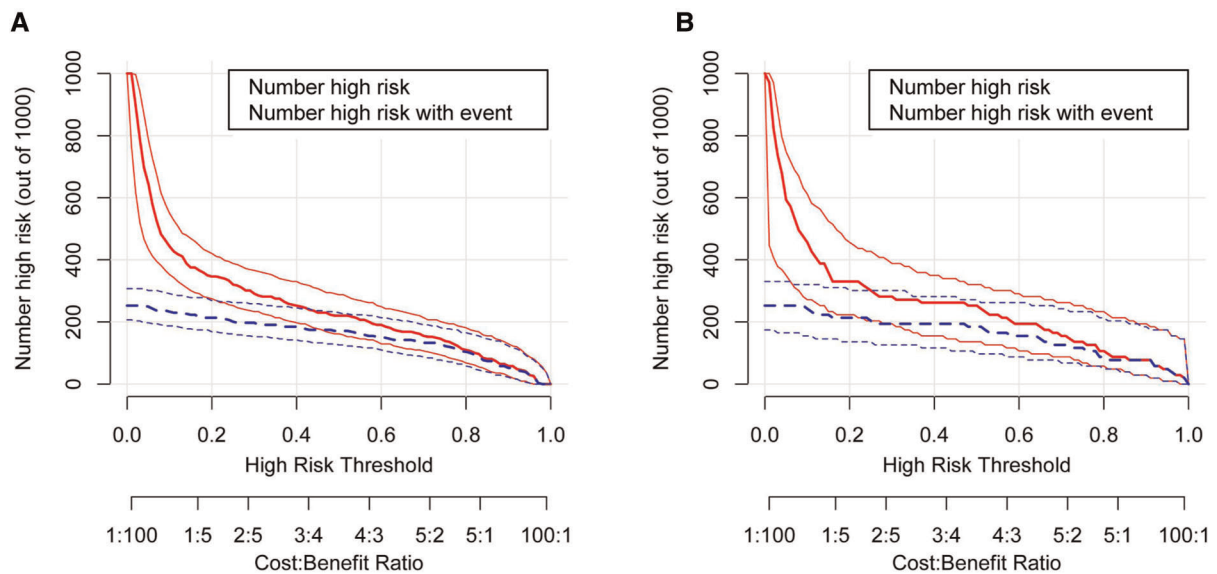 A
Number high risk (out of 1000)
1000
800
600
400
200
0
Number high risk
Number high risk with event
0.0 0.2 0.4 0.6 0.8 1.0
High Risk Threshold
1:100 1:5 2:5 3:4 4:3 5:2 5:1 100:1
Cost:Benefit Ratio
B
Number high risk (out of 1000)
1000
800
600
400
200
0
Number high risk
Number high risk with event
0.0 0.2 0.4 0.6 0.8 1.0
High Risk Threshold
1:100 1:5 2:5 3:4 4:3 5:2 5:1 100:1
Cost:Benefit Ratio